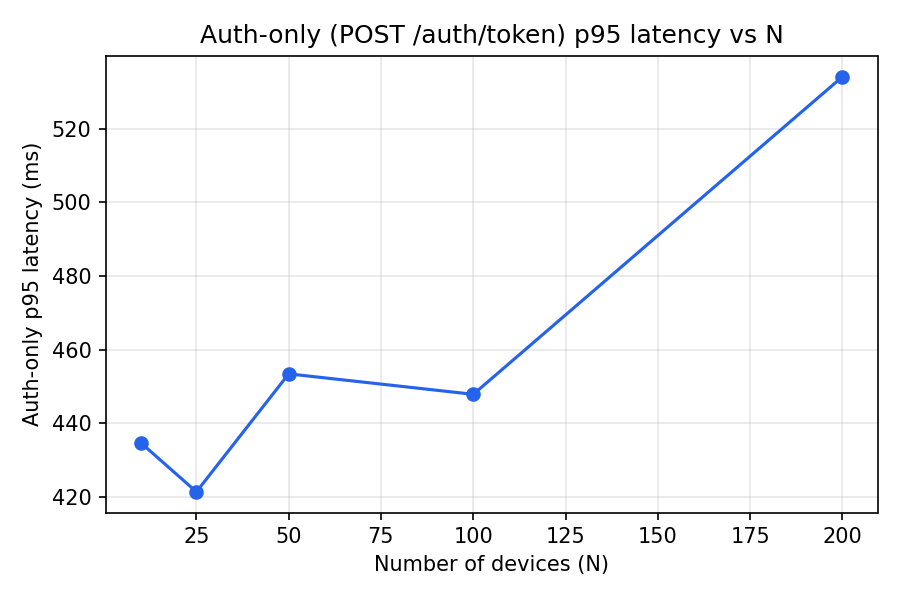 Auth-only (POST /auth/token) p95 latency vs N
Auth-only p95 latency (ms)
520
500
480
460
440
420
25 50 75 100 125 150 175 200
Number of devices (N)